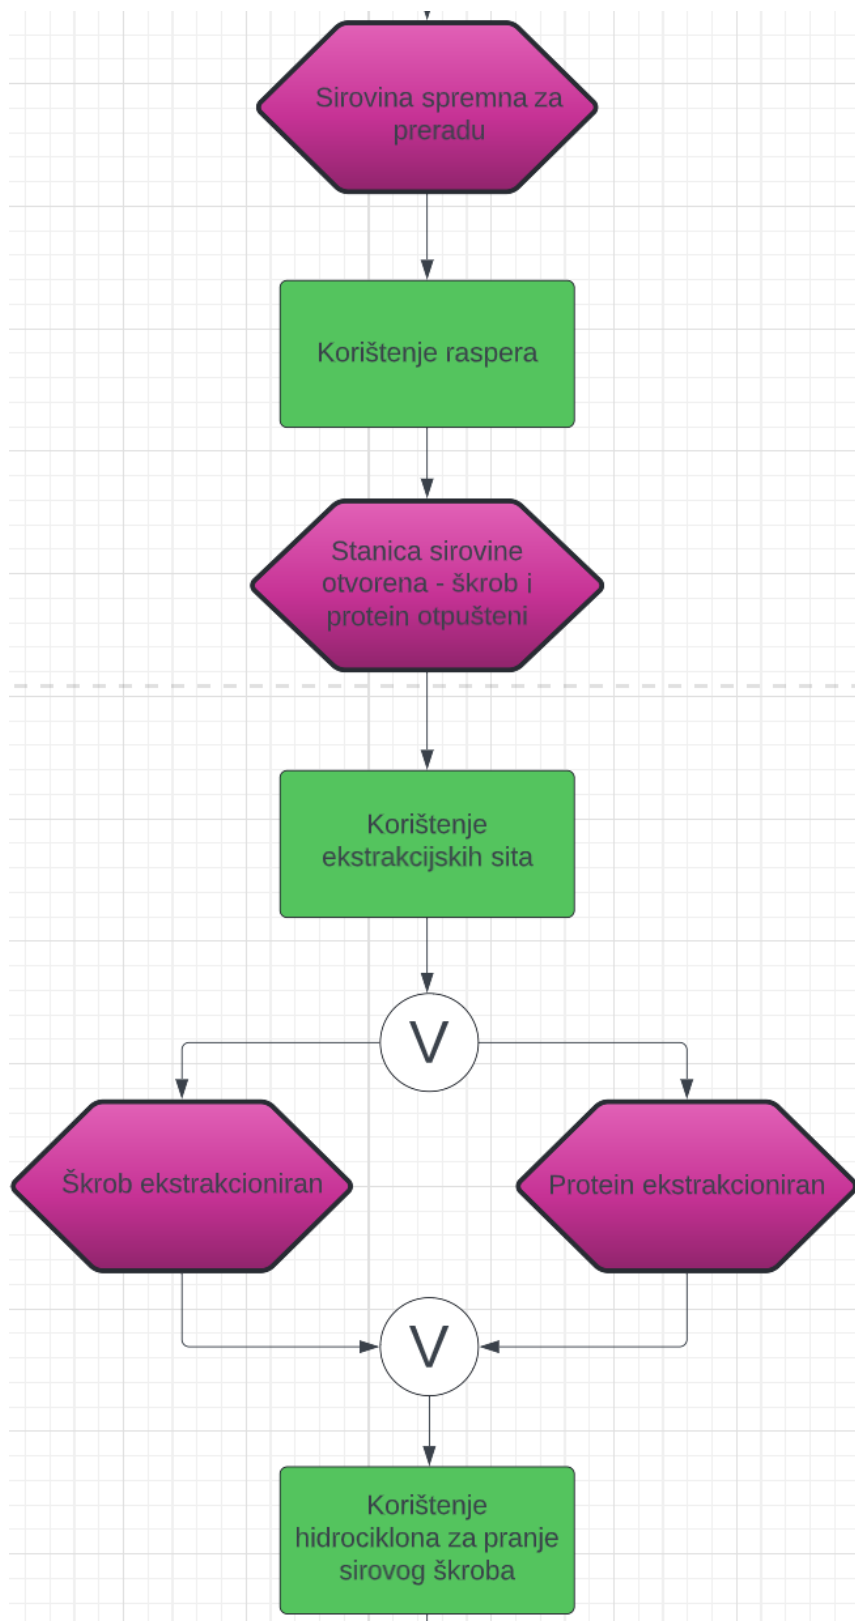 Sirovina spremna za
preradu
Korištenje raspera
Stanica sirovine
otvorena - škrob i
protein otpušteni
Korištenje
ekstrakcijskih sita
V
Škrob ekstrakcioniran
Protein ekstrakcioniran
V
Korištenje
hidrociklona za pranje
sirovog škroba